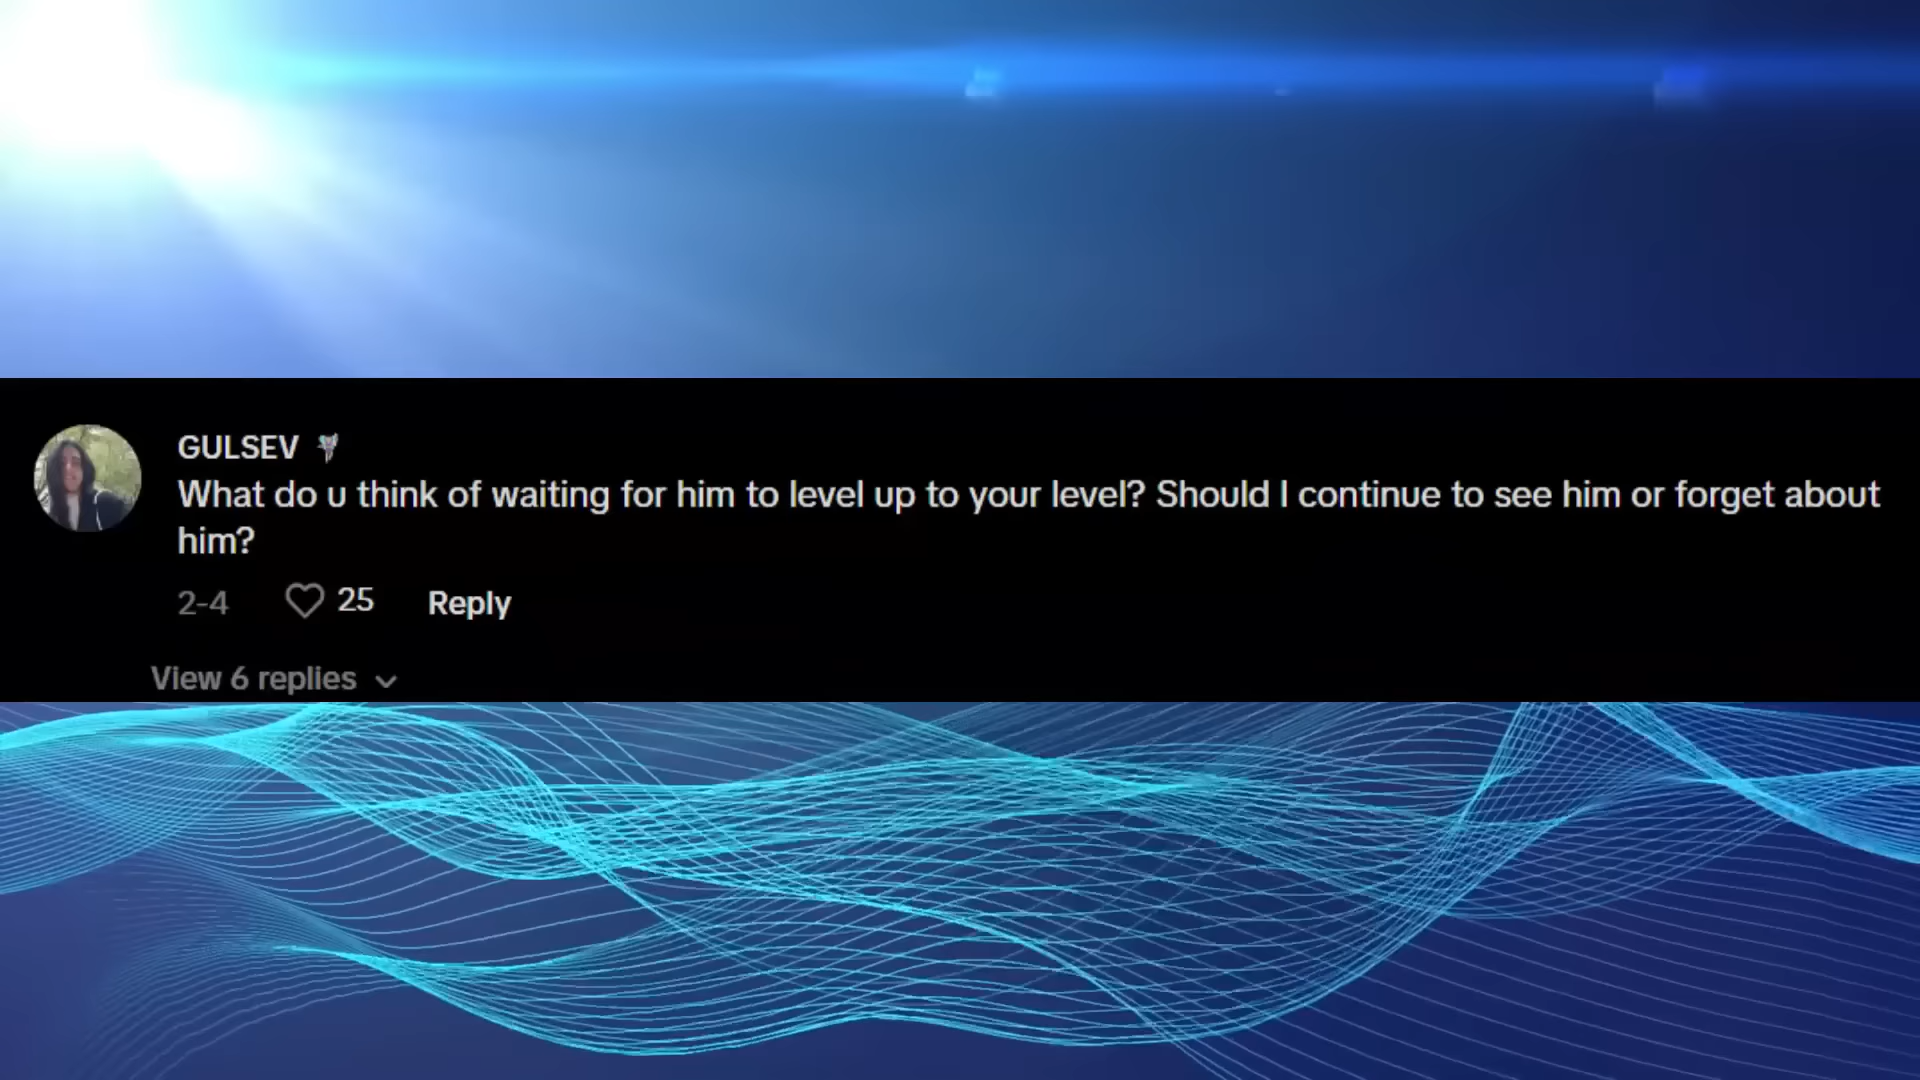 GULSEV
What do u think of waiting for him to level up to your level? Should I continue to see him or forget about
him?
2-4 25 Reply
View 6 replies